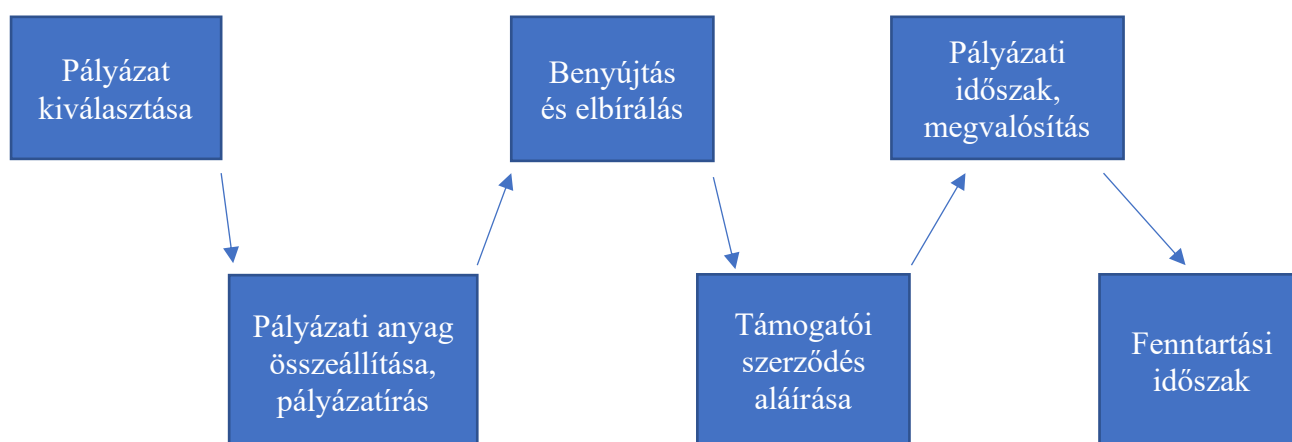 Pályázat
kiválasztása
Pályázati anyag
összeállítása,
pályázatírás
Benyújtás
és elbírálás
Támogatói
szerződés
aláírása
Pályázati
időszak,
megvalósítás
Fenntartási
időszak